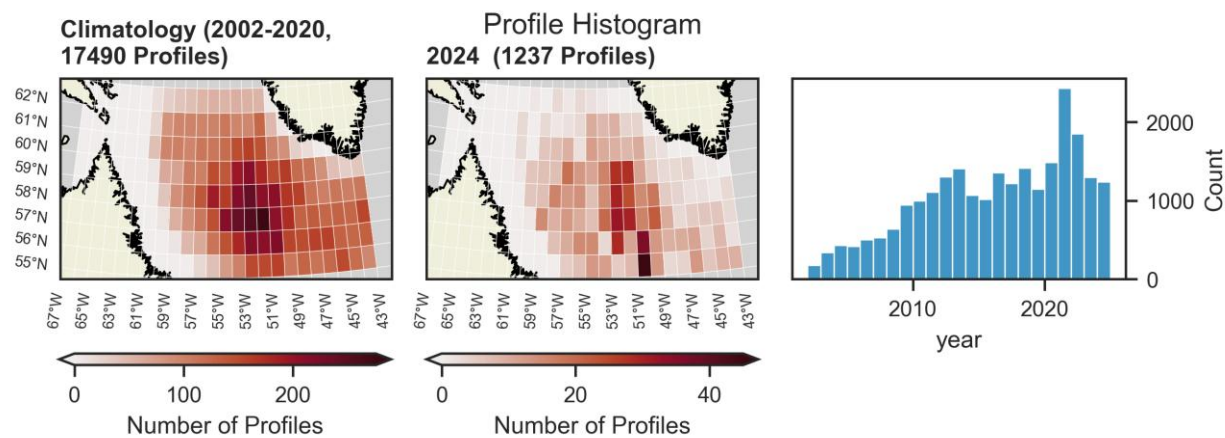 Profile Histogram
Climatology (2002-2020,
17490 Profiles)
2024 (1237 Profiles)
62°N
61°N
60°N
59°N
58°N
57°N
56°N
55°N
67°W
65°W
63°W
61°W
59°W
57°W
55°W
53°W
51°W
49°W
47°W
45°W
43°W
0
100
200
Number of Profiles
67°W
65°W
63°W
61°W
59°W
57°W
55°W
53°W
51°W
49°W
47°W
45°W
43°W
0
20
40
Number of Profiles
2000
1000
0
Count
2010
2020
year